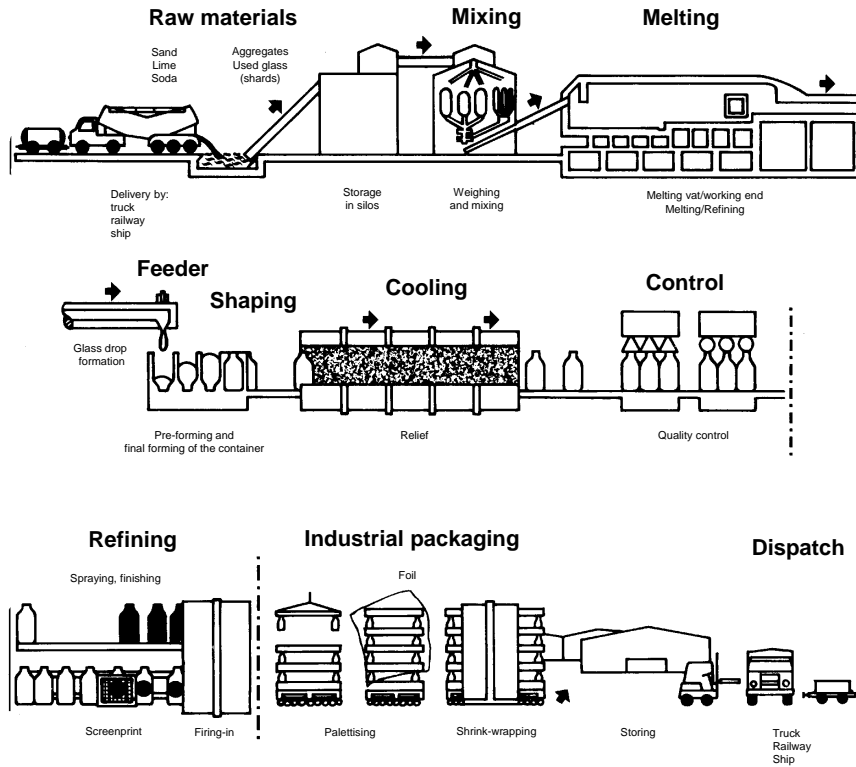 Raw materials
Mixing
Melting
Sand
Lime
Soda
Aggregates
Used glass
(shards)
Delivery by:
truck
railway
ship
Storage
in silos
Weighing
and mixing
Melting vat/working end
Melting/Refining
Feeder
Shaping
Cooling
Control
Glass drop
formation
Pre-forming and
final forming of the container
Relief
Quality control
Refining
Industrial packaging
Dispatch
Spraying, finishing
Foil
Screenprint
Firing-in
Palettising
Shrink-wrapping
Storing
Truck
Railway
Ship